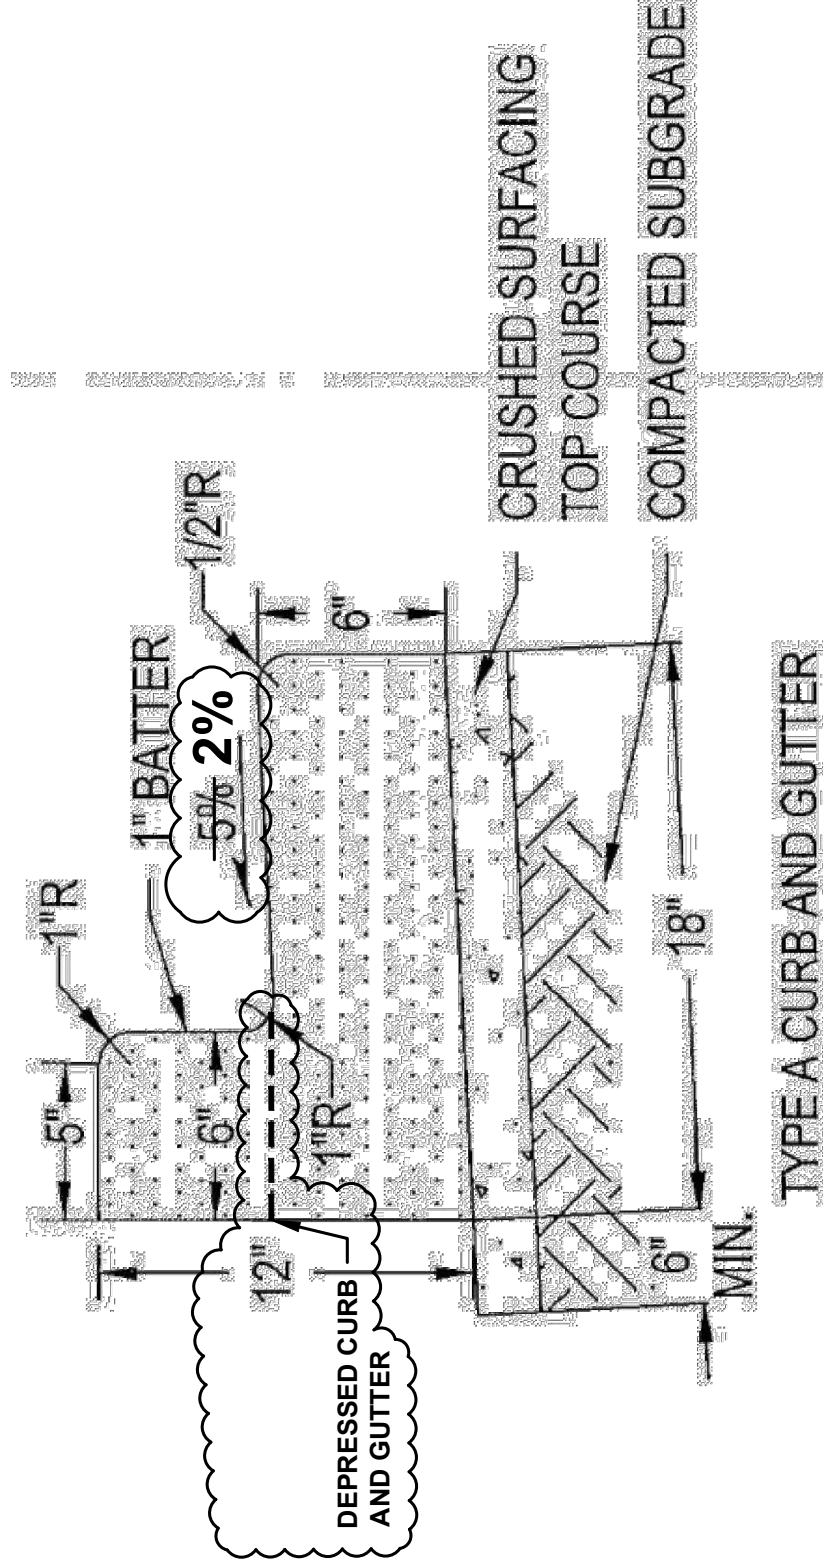 5"
1"R
1" BATTER
5% 2%
1/2"R
6"
1"R
6"
12"
DEPRESSED CURB
AND GUTTER
CRUSHED SURFACING
TOP COURSE
COMPACTED SUBGRADE
6"
MIN.
18"
TYPE A CURB AND GUTTER